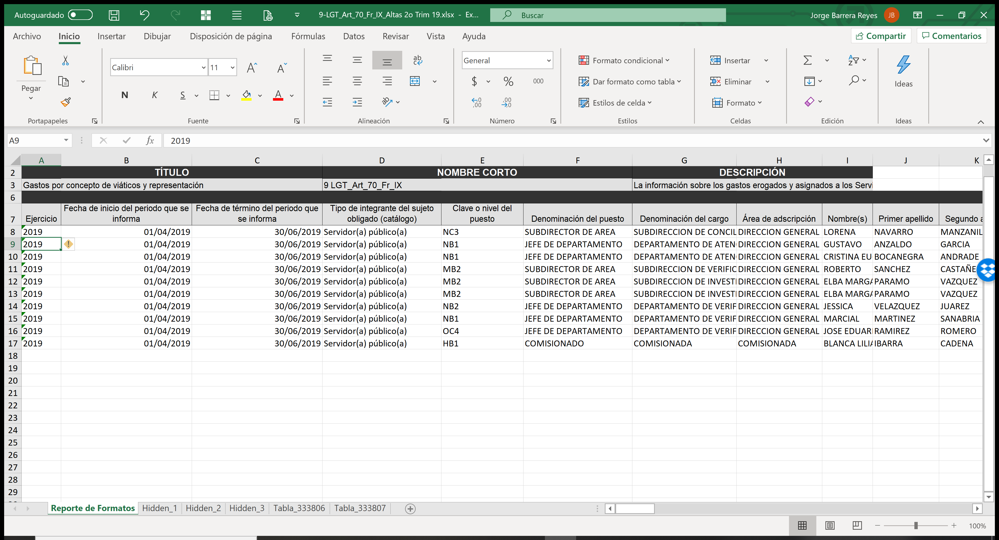 Autoguardado 9-LGT_Art_70_Fr_IX_Altas 2o Trim 19.xlsx - Ex... Buscar Jorge Barrera Reyes JB
Archivo Inicio Insertar Dibujar Disposición de página Fórmulas Datos Revisar Vista Ayuda Compartir Comentarios
Pegar Calibri 11 N K S A General $ % 000 Formato condicional Dar formato como tabla Estilos de celda Insertar Eliminar Formato Ideas
Portapapeles Fuente Alineación Número Estilos Celdas Edición Ideas
A9 fx 2019
A B C D E F G H I J K
2 TÍTULO NOMBRE CORTO DESCRIPCIÓN
3 Gastos por concepto de viáticos y representación 9 LGT_Art_70_Fr_IX La información sobre los gastos erogados y asignados a los Servi
6
7 Ejercicio Fecha de inicio del periodo que se informa Fecha de término del periodo que se informa Tipo de integrante del sujeto obligado (catálogo) Clave o nivel del puesto Denominación del puesto Denominación del cargo Área de adscripción Nombre(s) Primer apellido Segundo a
8 2019 01/04/2019 30/06/2019 Servidor(a) público(a) NC3 SUBDIRECTOR DE AREA SUBDIRECCION DE CONCIL DIRECCION GENERAL LORENA NAVARRO MANZANIL
9 2019 01/04/2019 30/06/2019 Servidor(a) público(a) NB1 JEFE DE DEPARTAMENTO DEPARTAMENTO DE ATEN DIRECCION GENERAL GUSTAVO ANZALDO GARCIA
10 2019 01/04/2019 30/06/2019 Servidor(a) público(a) NB1 JEFE DE DEPARTAMENTO DEPARTAMENTO DE ATEN DIRECCION GENERAL CRISTINA EU BOCANEGRA ANDRADE
11 2019 01/04/2019 30/06/2019 Servidor(a) público(a) MB2 SUBDIRECTOR DE AREA SUBDIRECCION DE VERIFIC DIRECCION GENERAL ROBERTO SANCHEZ CASTAÑE
12 2019 01/04/2019 30/06/2019 Servidor(a) público(a) MB2 SUBDIRECTOR DE AREA SUBDIRECCION DE INVESTI DIRECCION GENERAL ELBA MARGA PARAMO VAZQUEZ
13 2019 01/04/2019 30/06/2019 Servidor(a) público(a) MB2 SUBDIRECTOR DE AREA SUBDIRECCION DE INVESTI DIRECCION GENERAL ELBA MARGA PARAMO VAZQUEZ
14 2019 01/04/2019 30/06/2019 Servidor(a) público(a) NB2 JEFE DE DEPARTAMENTO DEPARTAMENTO DE VERIF DIRECCION GENERAL JESSICA VELAZQUEZ JUAREZ
15 2019 01/04/2019 30/06/2019 Servidor(a) público(a) NB1 JEFE DE DEPARTAMENTO DEPARTAMENTO DE VERIF DIRECCION GENERAL MARCIAL MARTINEZ SANABRIA
16 2019 01/04/2019 30/06/2019 Servidor(a) público(a) OC4 JEFE DE DEPARTAMENTO DEPARTAMENTO DE VERIF DIRECCION GENERAL JOSE EDUAR RAMIREZ ROMERO
17 2019 01/04/2019 30/06/2019 Servidor(a) público(a) HB1 COMISIONADO COMISIONADA COMISIONADA BLANCA LILIA IBARRA CADENA
18
19
20
21
22
23
24
25
26
27
28
29
Reporte de Formatos Hidden_1 Hidden_2 Hidden_3 Tabla_333806 Tabla_333807
100%